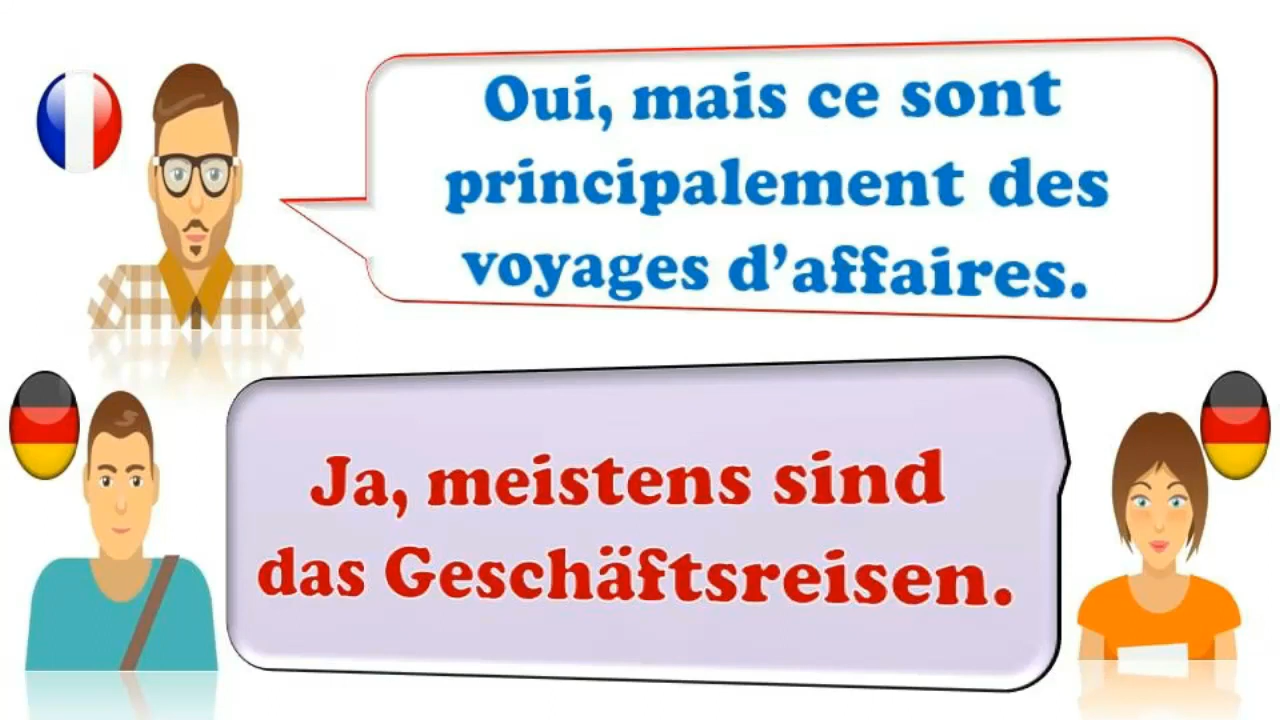 Oui, mais ce sont
principalement des
voyages d’affaires.
Ja, meistens sind
das Geschäftsreisen.